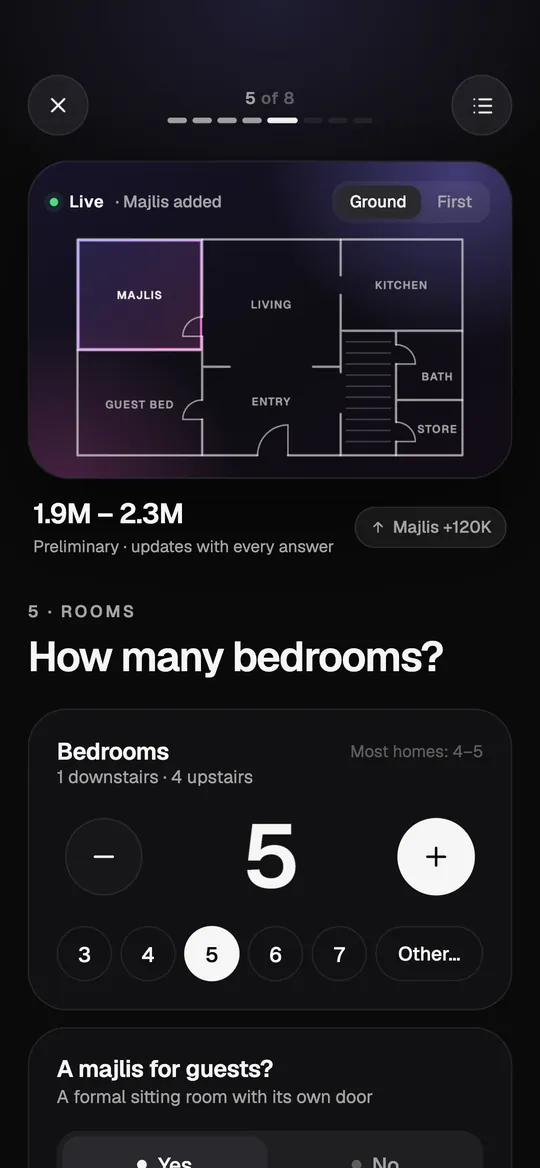 5 of 8
Live · Majlis added
Ground First
MAJLIS
LIVING
KITCHEN
GUEST BED
ENTRY
BATH
STORE
1.9M – 2.3M
Preliminary · updates with every answer
↑ Majlis +120K
5 · ROOMS
How many bedrooms?
Bedrooms
Most homes: 4–5
1 downstairs · 4 upstairs
− 5 +
3 4 5 6 7 Other...
A majlis for guests?
A formal sitting room with its own door
Yes No